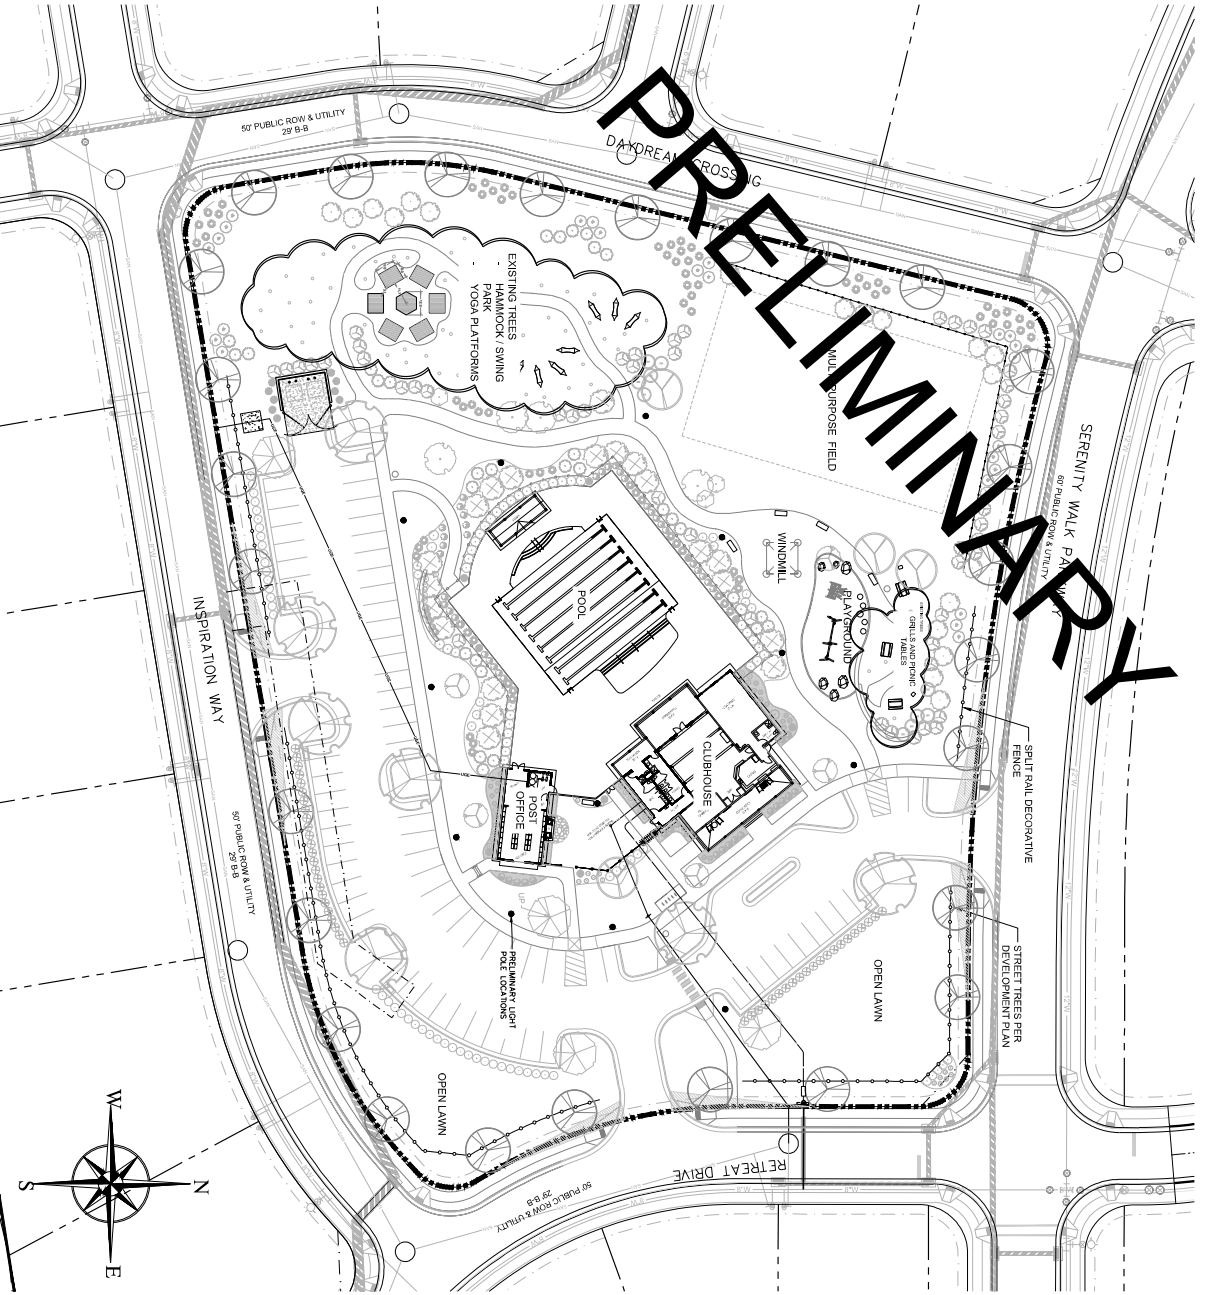 PRELIMINARY
50' PUBLIC ROW & UTILITY
29' B-B
DAYDREAM CROSSING
EXISTING TREES
- HAMMOCK / SWING
PARK
- YOGA PLATFORMS
MULTIPURPOSE FIELD
SERENITY WALK PARKWAY
60' PUBLIC ROW & UTILITY
WINDMILL
PLAYGROUND
GRILLS AND PICNIC
TABLES
POOL
INSPIRATION WAY
CLUBHOUSE
POST
OFFICE
SPLIT RAIL DECORATIVE
FENCE
50' PUBLIC ROW & UTILITY
29' B-B
UP
PRELIMINARY LIGHT
POLE LOCATIONS
STREET TREES PER
DEVELOPMENT PLAN
OPEN LAWN
OPEN LAWN
RETREAT DRIVE
50' PUBLIC ROW & UTILITY
29' B-B
W
N
S
E